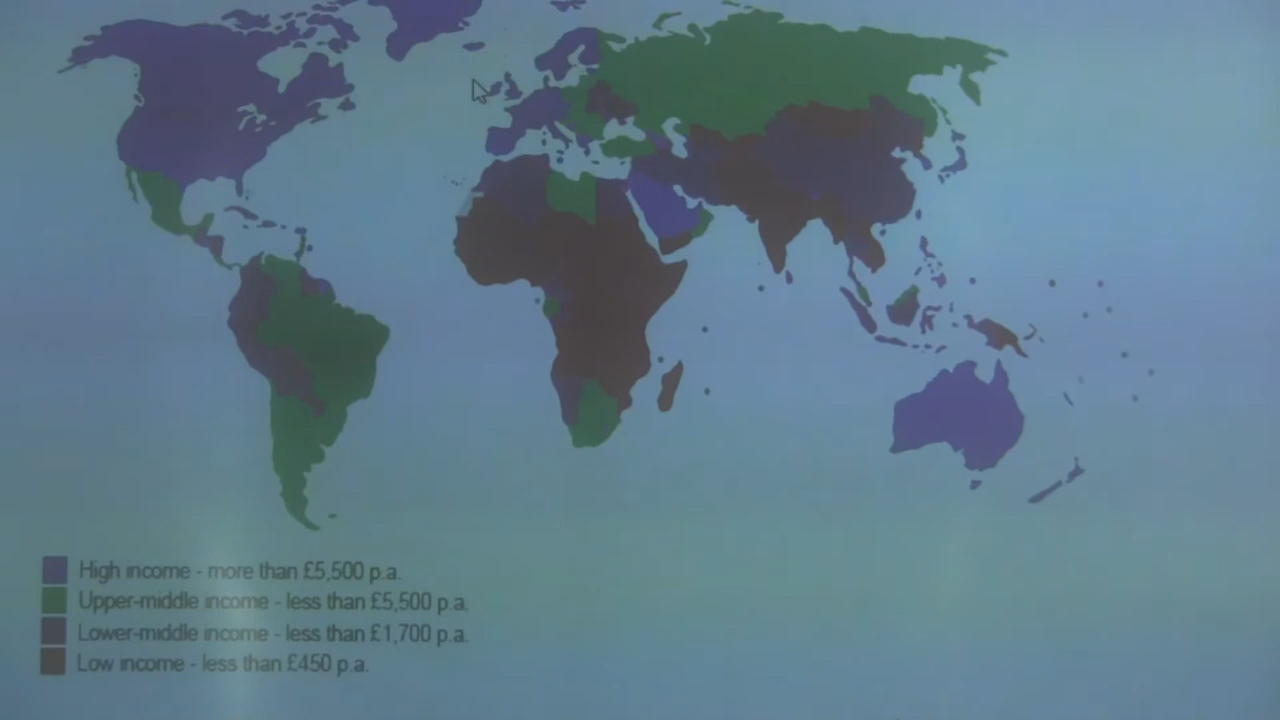 High income - more than £5,500 p.a.
Upper-middle income - less than £5,500 p.a.
Lower-middle income - less than £1,700 p.a.
Low income - less than £450 p.a.